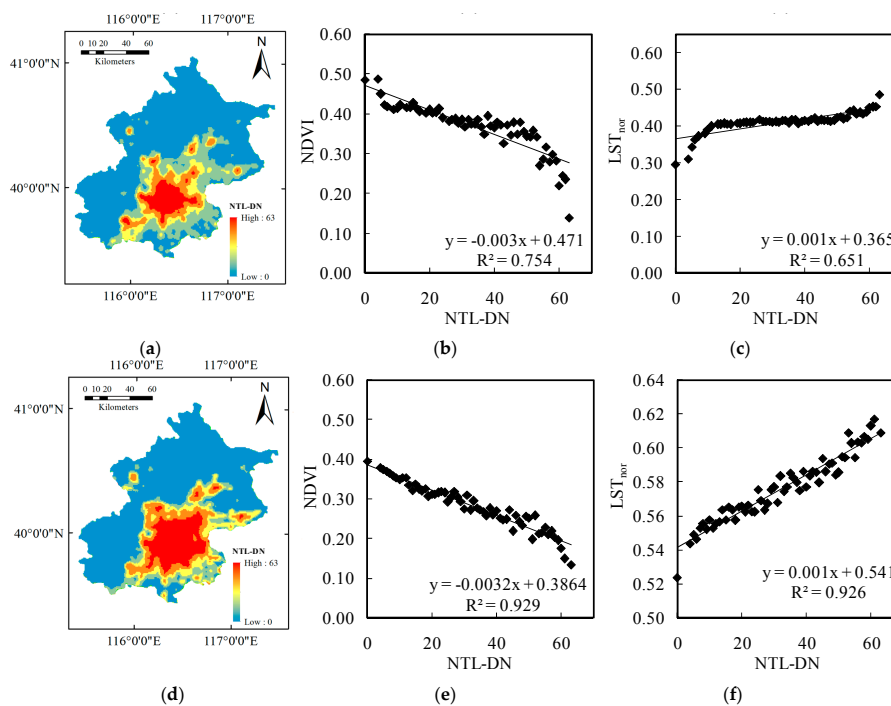 116°0'0"E 117°0'0"E
0 10 20 40 60
Kilometers
N
41°0'0"N
40°0'0"N
NTL-DN
High : 63
Low : 0
116°0'0"E 117°0'0"E
(a)
NDVI
0.60
0.50
0.40
0.30
0.20
0.10
0.00
y = -0.003x + 0.471
R² = 0.754
0 20 40 60
NTL-DN
(b)
LSTnor
0.60
0.50
0.40
0.30
0.20
0.10
0.00
y = 0.001x + 0.365
R² = 0.651
0 20 40 60
NTL-DN
(c)
116°0'0"E 117°0'0"E
0 10 20 40 60
Kilometers
N
41°0'0"N
40°0'0"N
NTL-DN
High : 63
Low : 0
116°0'0"E 117°0'0"E
(d)
NDVI
0.60
0.50
0.40
0.30
0.20
0.10
0.00
y = -0.0032x + 0.3864
R² = 0.929
0 20 40 60
NTL-DN
(e)
LSTnor
0.64
0.62
0.60
0.58
0.56
0.54
0.52
0.50
y = 0.001x + 0.541
R² = 0.926
0 20 40 60
NTL-DN
(f)